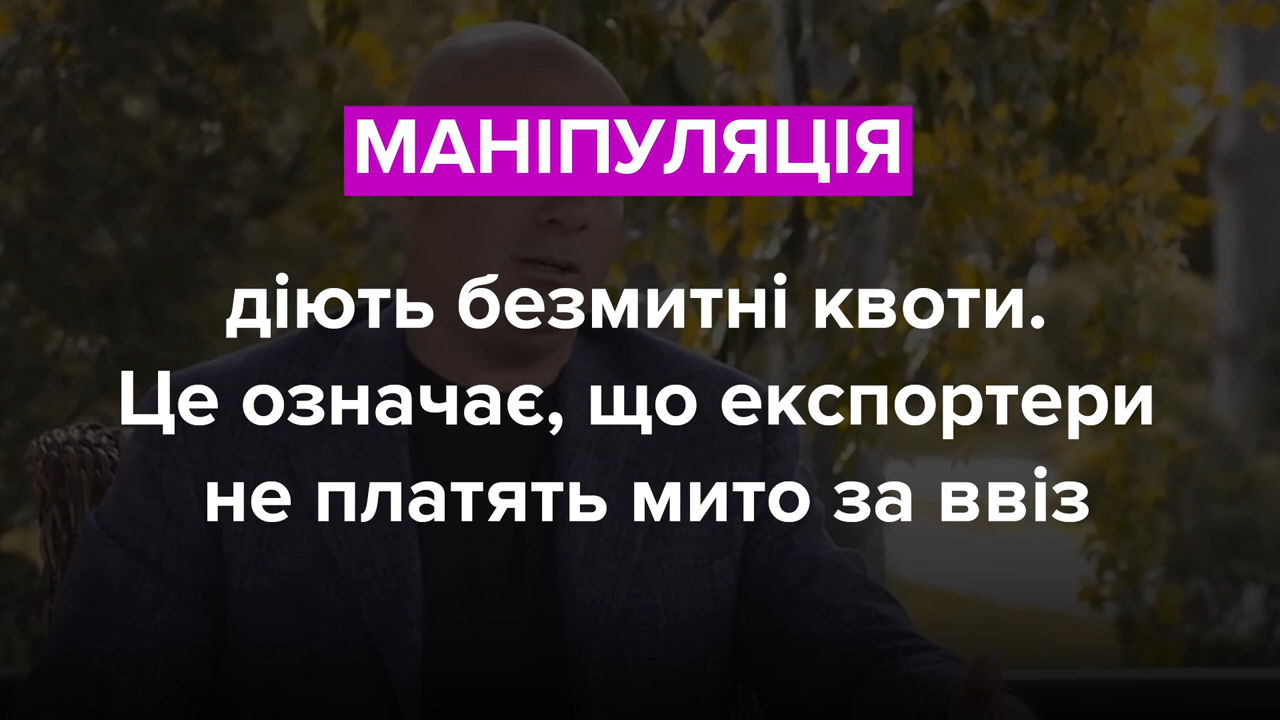 МАНІПУЛЯЦІЯ
діють безмитні квоти.
Це означає, що експортери
не платять мито за ввіз